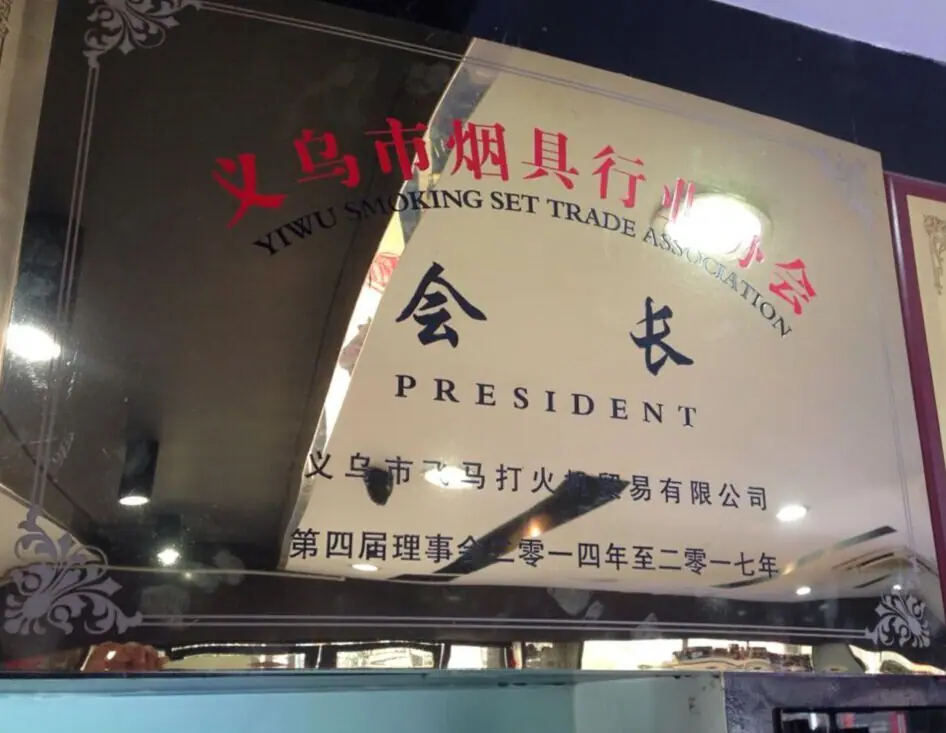 义乌市烟具行业协会
YIWU SMOKING SET TRADE ASSOCIATION
会长
PRESIDENT
义乌市飞马打火机贸易有限公司
第四届理事会二零一四年至二零一七年